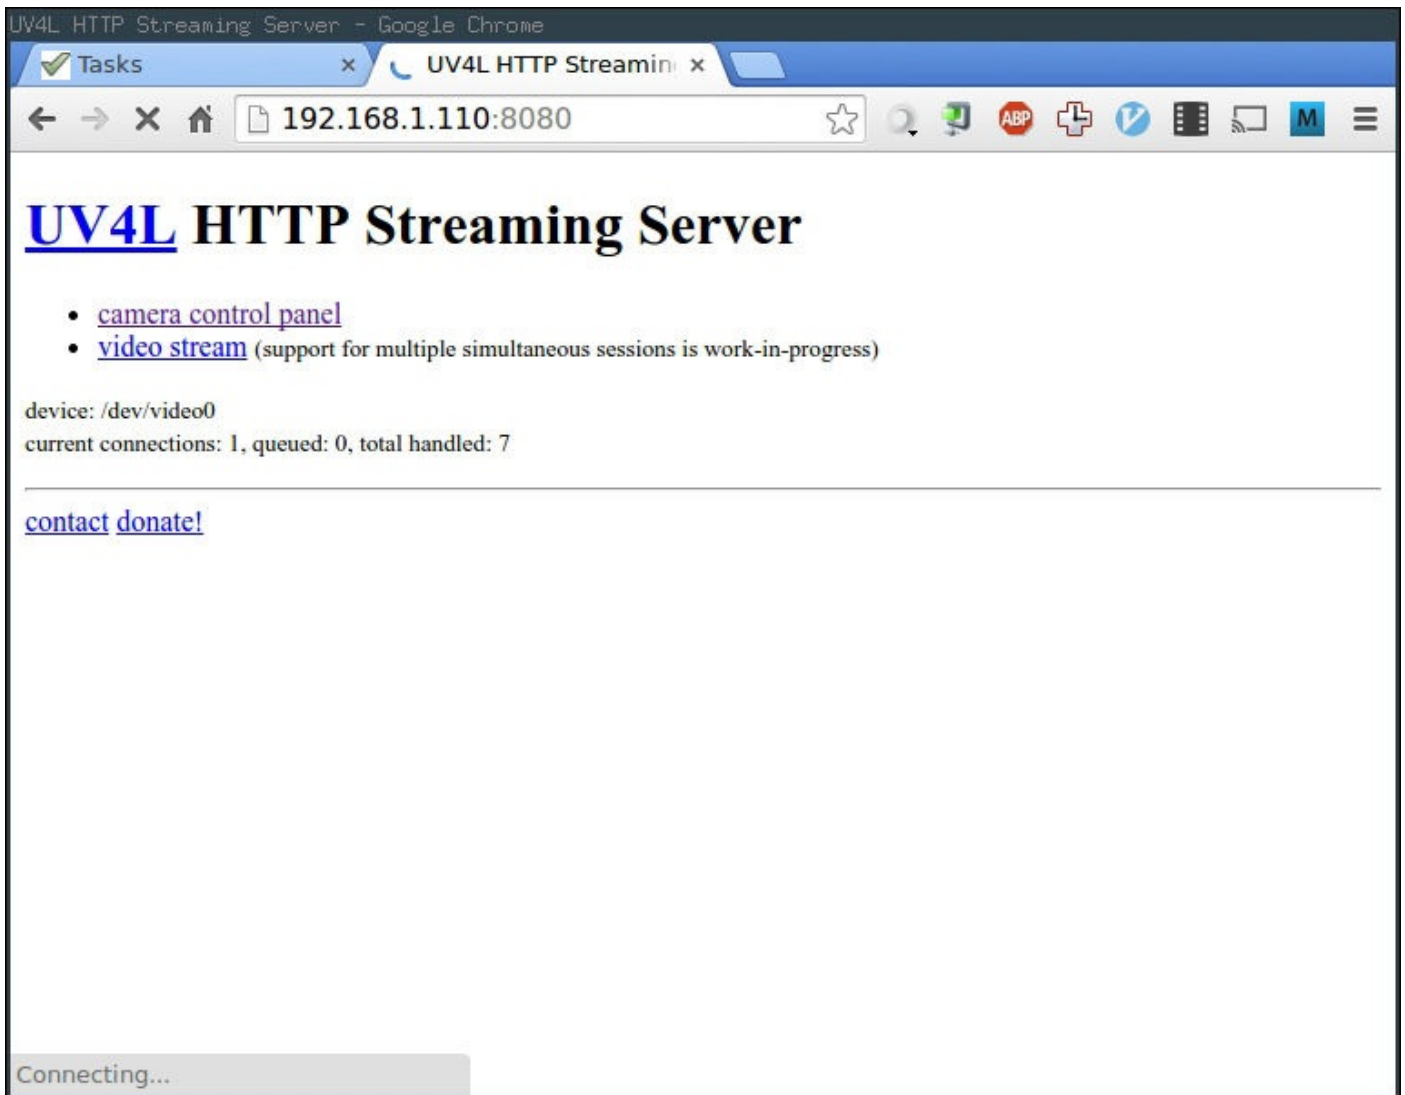 UV4L HTTP Streaming Server - Google Chrome
Tasks
UV4L HTTP Streamin
192.168.1.110:8080
ABP
M
UV4L HTTP Streaming Server
camera control panel
video stream (support for multiple simultaneous sessions is work-in-progress)
device: /dev/video0
current connections: 1, queued: 0, total handled: 7
contact donate!
Connecting...